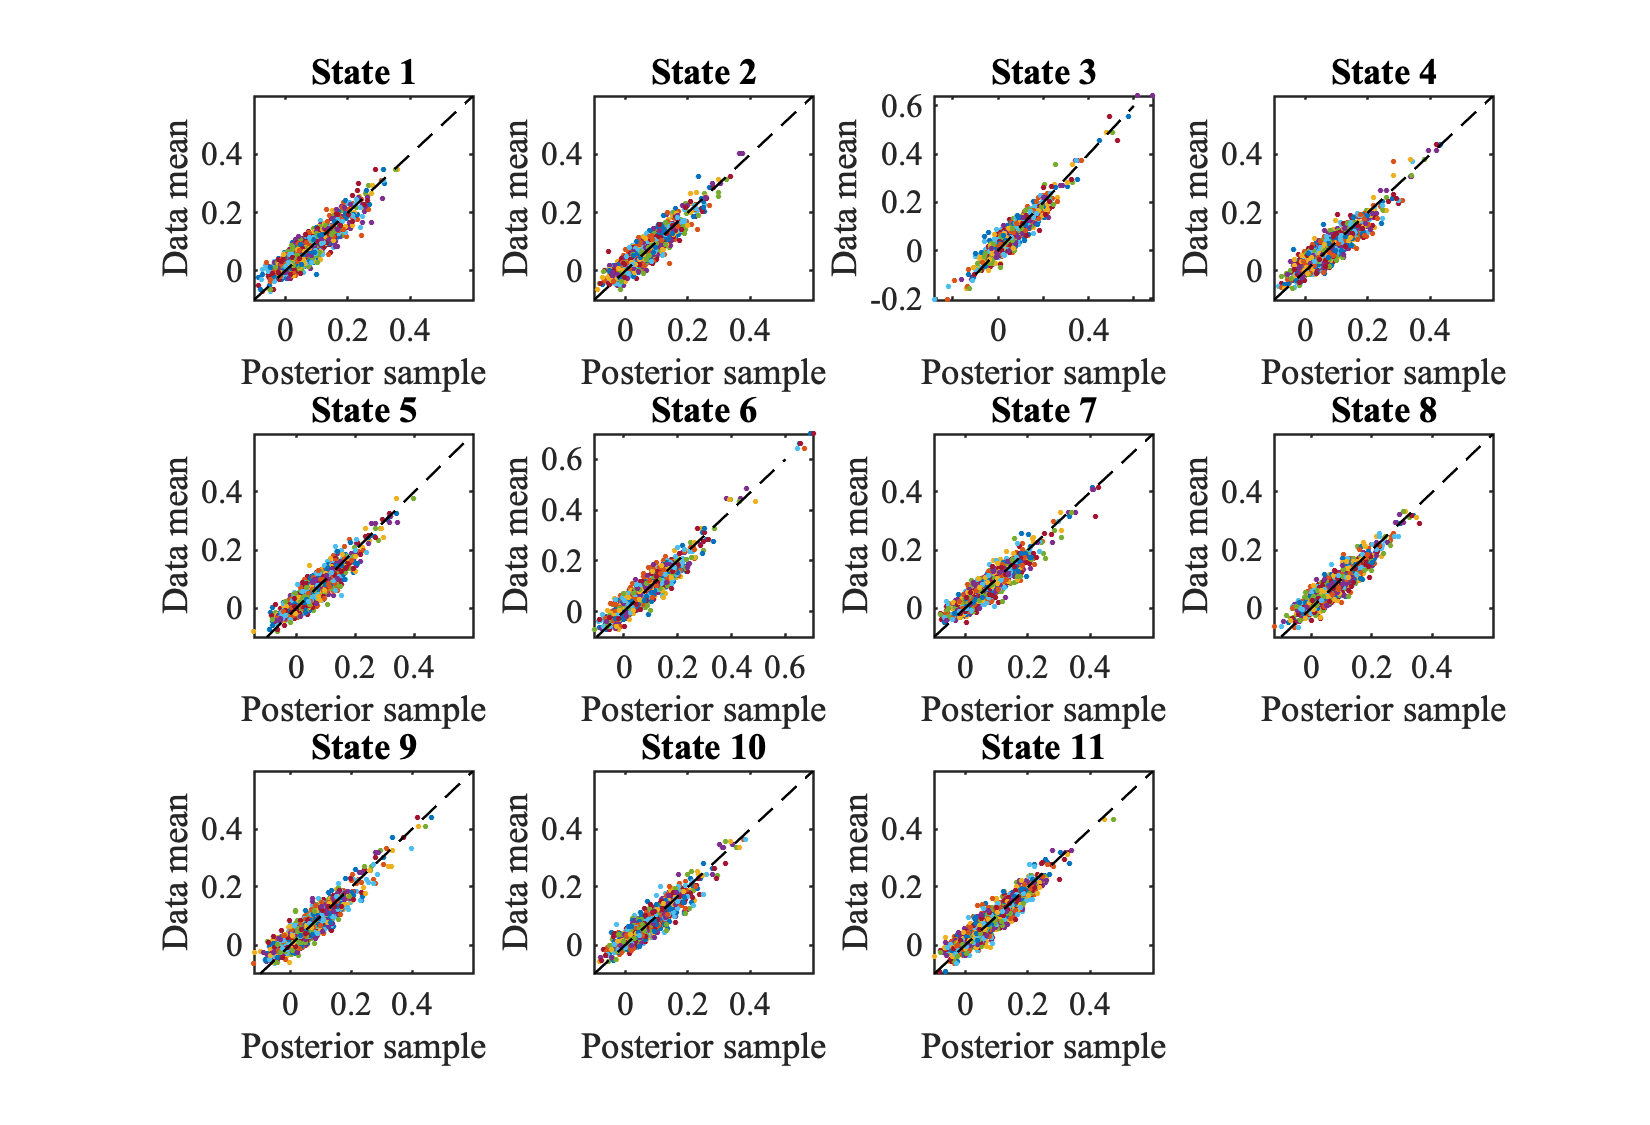 State 1
State 2
State 3
State 4
Data mean
0.4
0.2
0
0 0.2 0.4
Posterior sample
Data mean
0.4
0.2
0
0 0.2 0.4
Posterior sample
Data mean
0.6
0.4
0.2
0
-0.2
0 0.4
Posterior sample
Data mean
0.4
0.2
0
0 0.2 0.4
Posterior sample
State 5
State 6
State 7
State 8
Data mean
0.4
0.2
0
0 0.2 0.4
Posterior sample
Data mean
0.6
0.4
0.2
0
0 0.2 0.4 0.6
Posterior sample
Data mean
0.4
0.2
0
0 0.2 0.4
Posterior sample
Data mean
0.4
0.2
0
0 0.2 0.4
Posterior sample
State 9
State 10
State 11
Data mean
0.4
0.2
0
0 0.2 0.4
Posterior sample
Data mean
0.4
0.2
0
0 0.2 0.4
Posterior sample
Data mean
0.4
0.2
0
0 0.2 0.4
Posterior sample